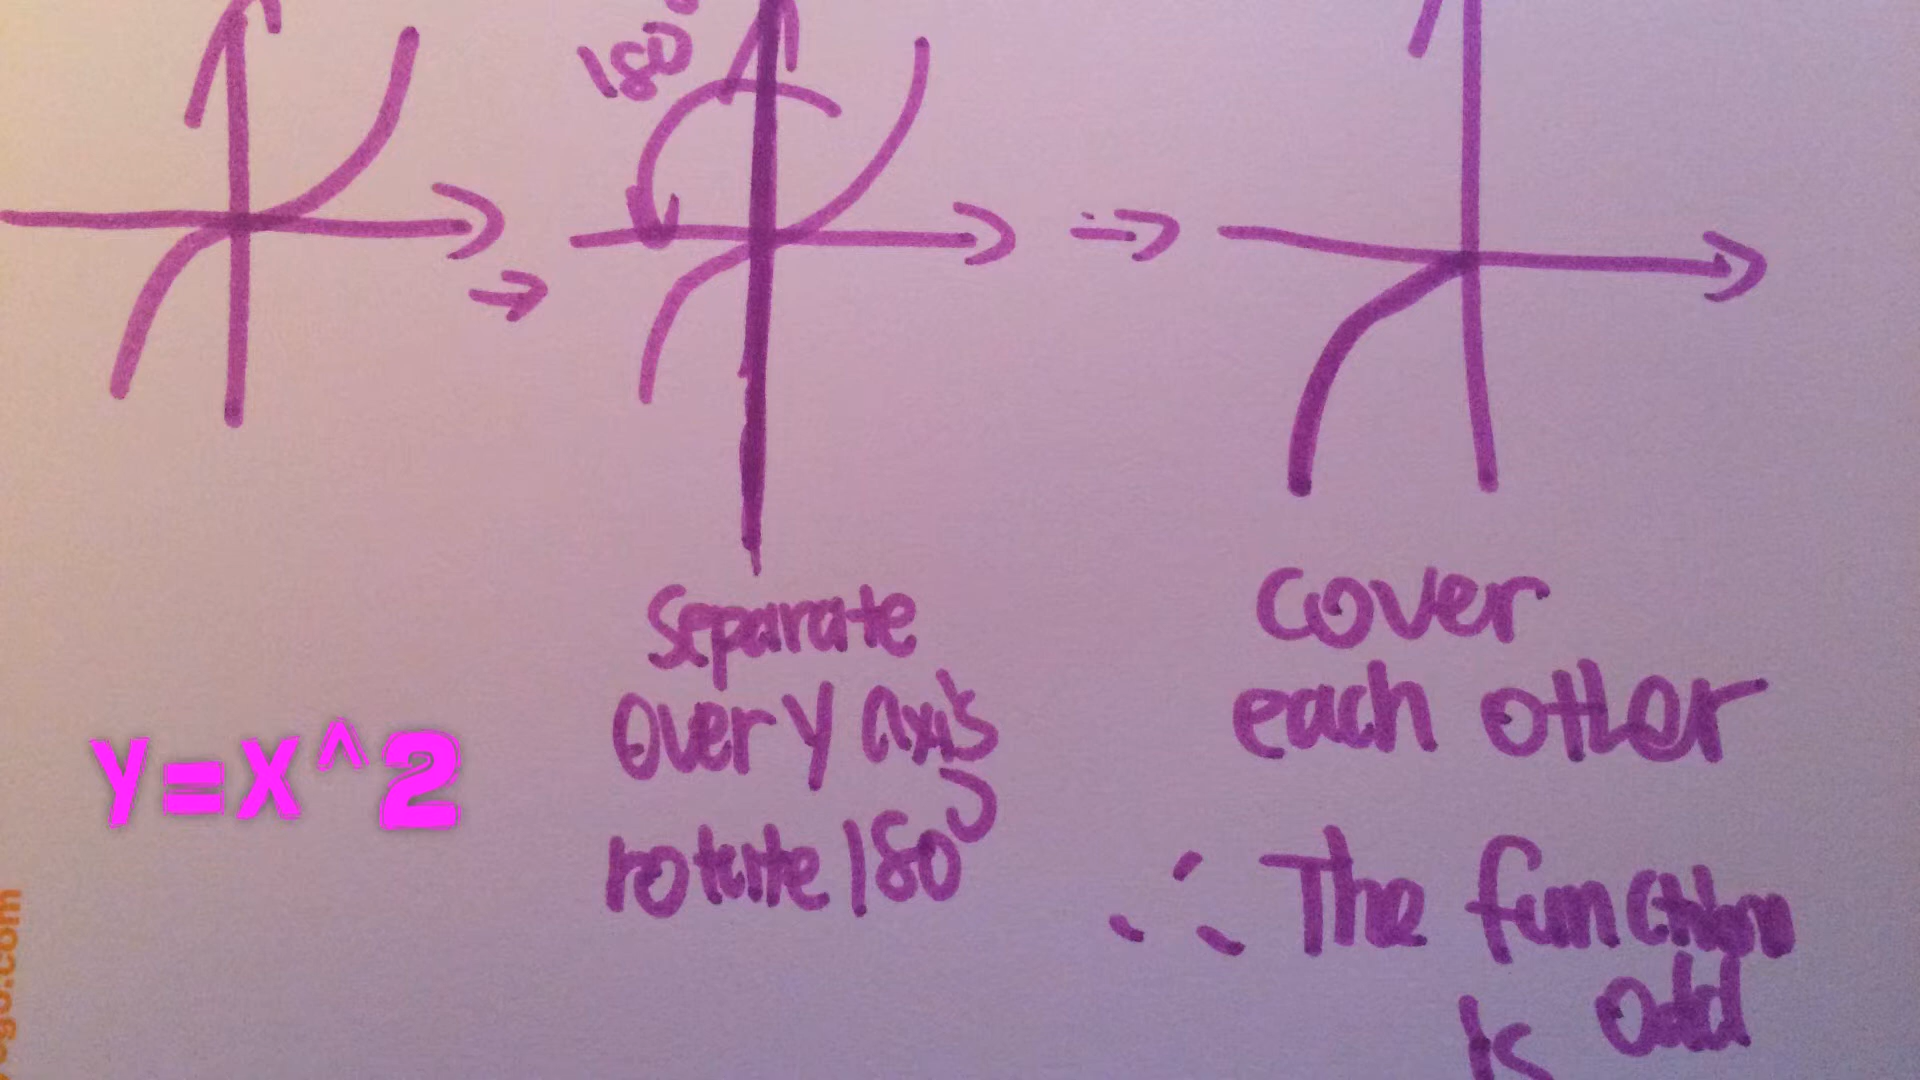 180°
Separate
over y axis
rotate 180°
y=x^2
cover
each other
∴ The function
is odd